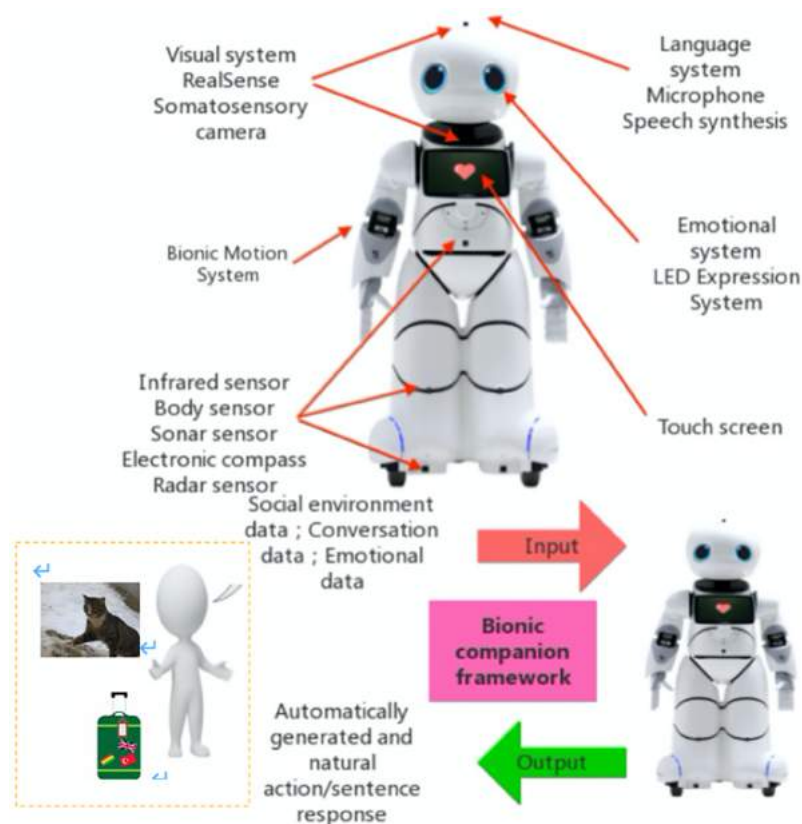 Visual system
RealSense
Somatosensory
camera
Language
system
Microphone
Speech synthesis
Bionic Motion
System
Emotional
system
LED Expression
System
Infrared sensor
Body sensor
Sonar sensor
Electronic compass
Radar sensor
Touch screen
Social environment
data ; Conversation
data ; Emotional
data
Input
Bionic
companion
framework
Automatically
generated and
natural
action/sentence
response
Output